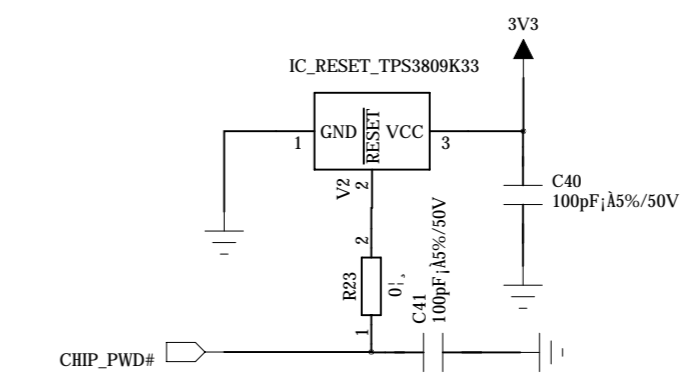 3V3
IC_RESET_TPS3809K33
GND
RESET
VCC
1
3
V2
2
C40
100pF¡À5%/50V
2
R23
0¦¸
1
C41
100pF¡À5%/50V
CHIP_PWD#